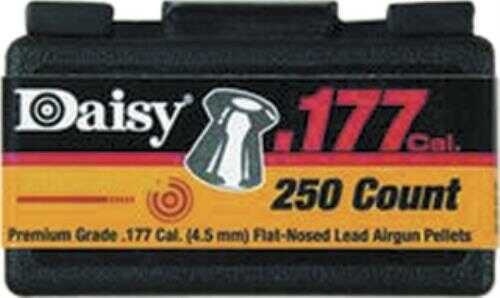 Daisy®
.177 Cal.
250 Count
Premium Grade .177 Cal. (4.5 mm) Flat-Nosed Lead Airgun Pellets